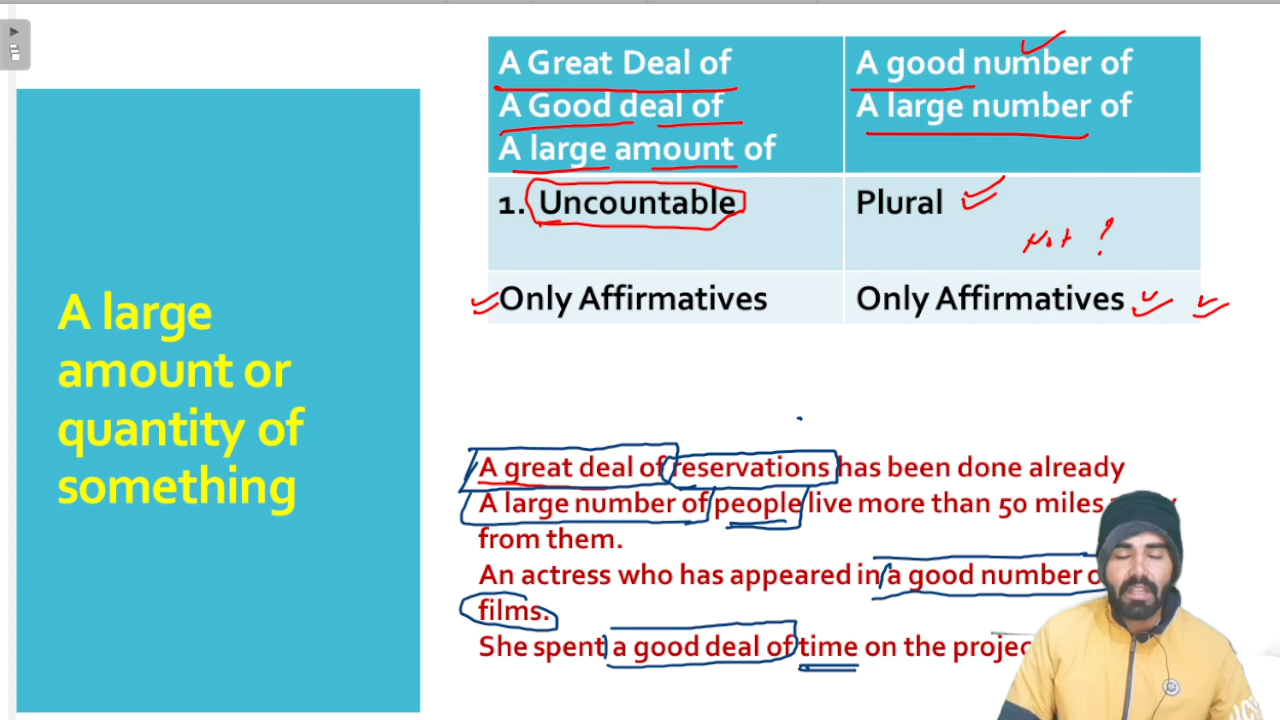 A large
amount or
quantity of
something
A Great Deal of
A Good deal of
A large amount of
A good number of
A large number of
1. Uncountable
Plural
Not ?
Only Affirmatives
Only Affirmatives
A great deal of reservations has been done already
A large number of people live more than 50 miles
from them.
An actress who has appeared in a good number
films.
She spent a good deal of time on the